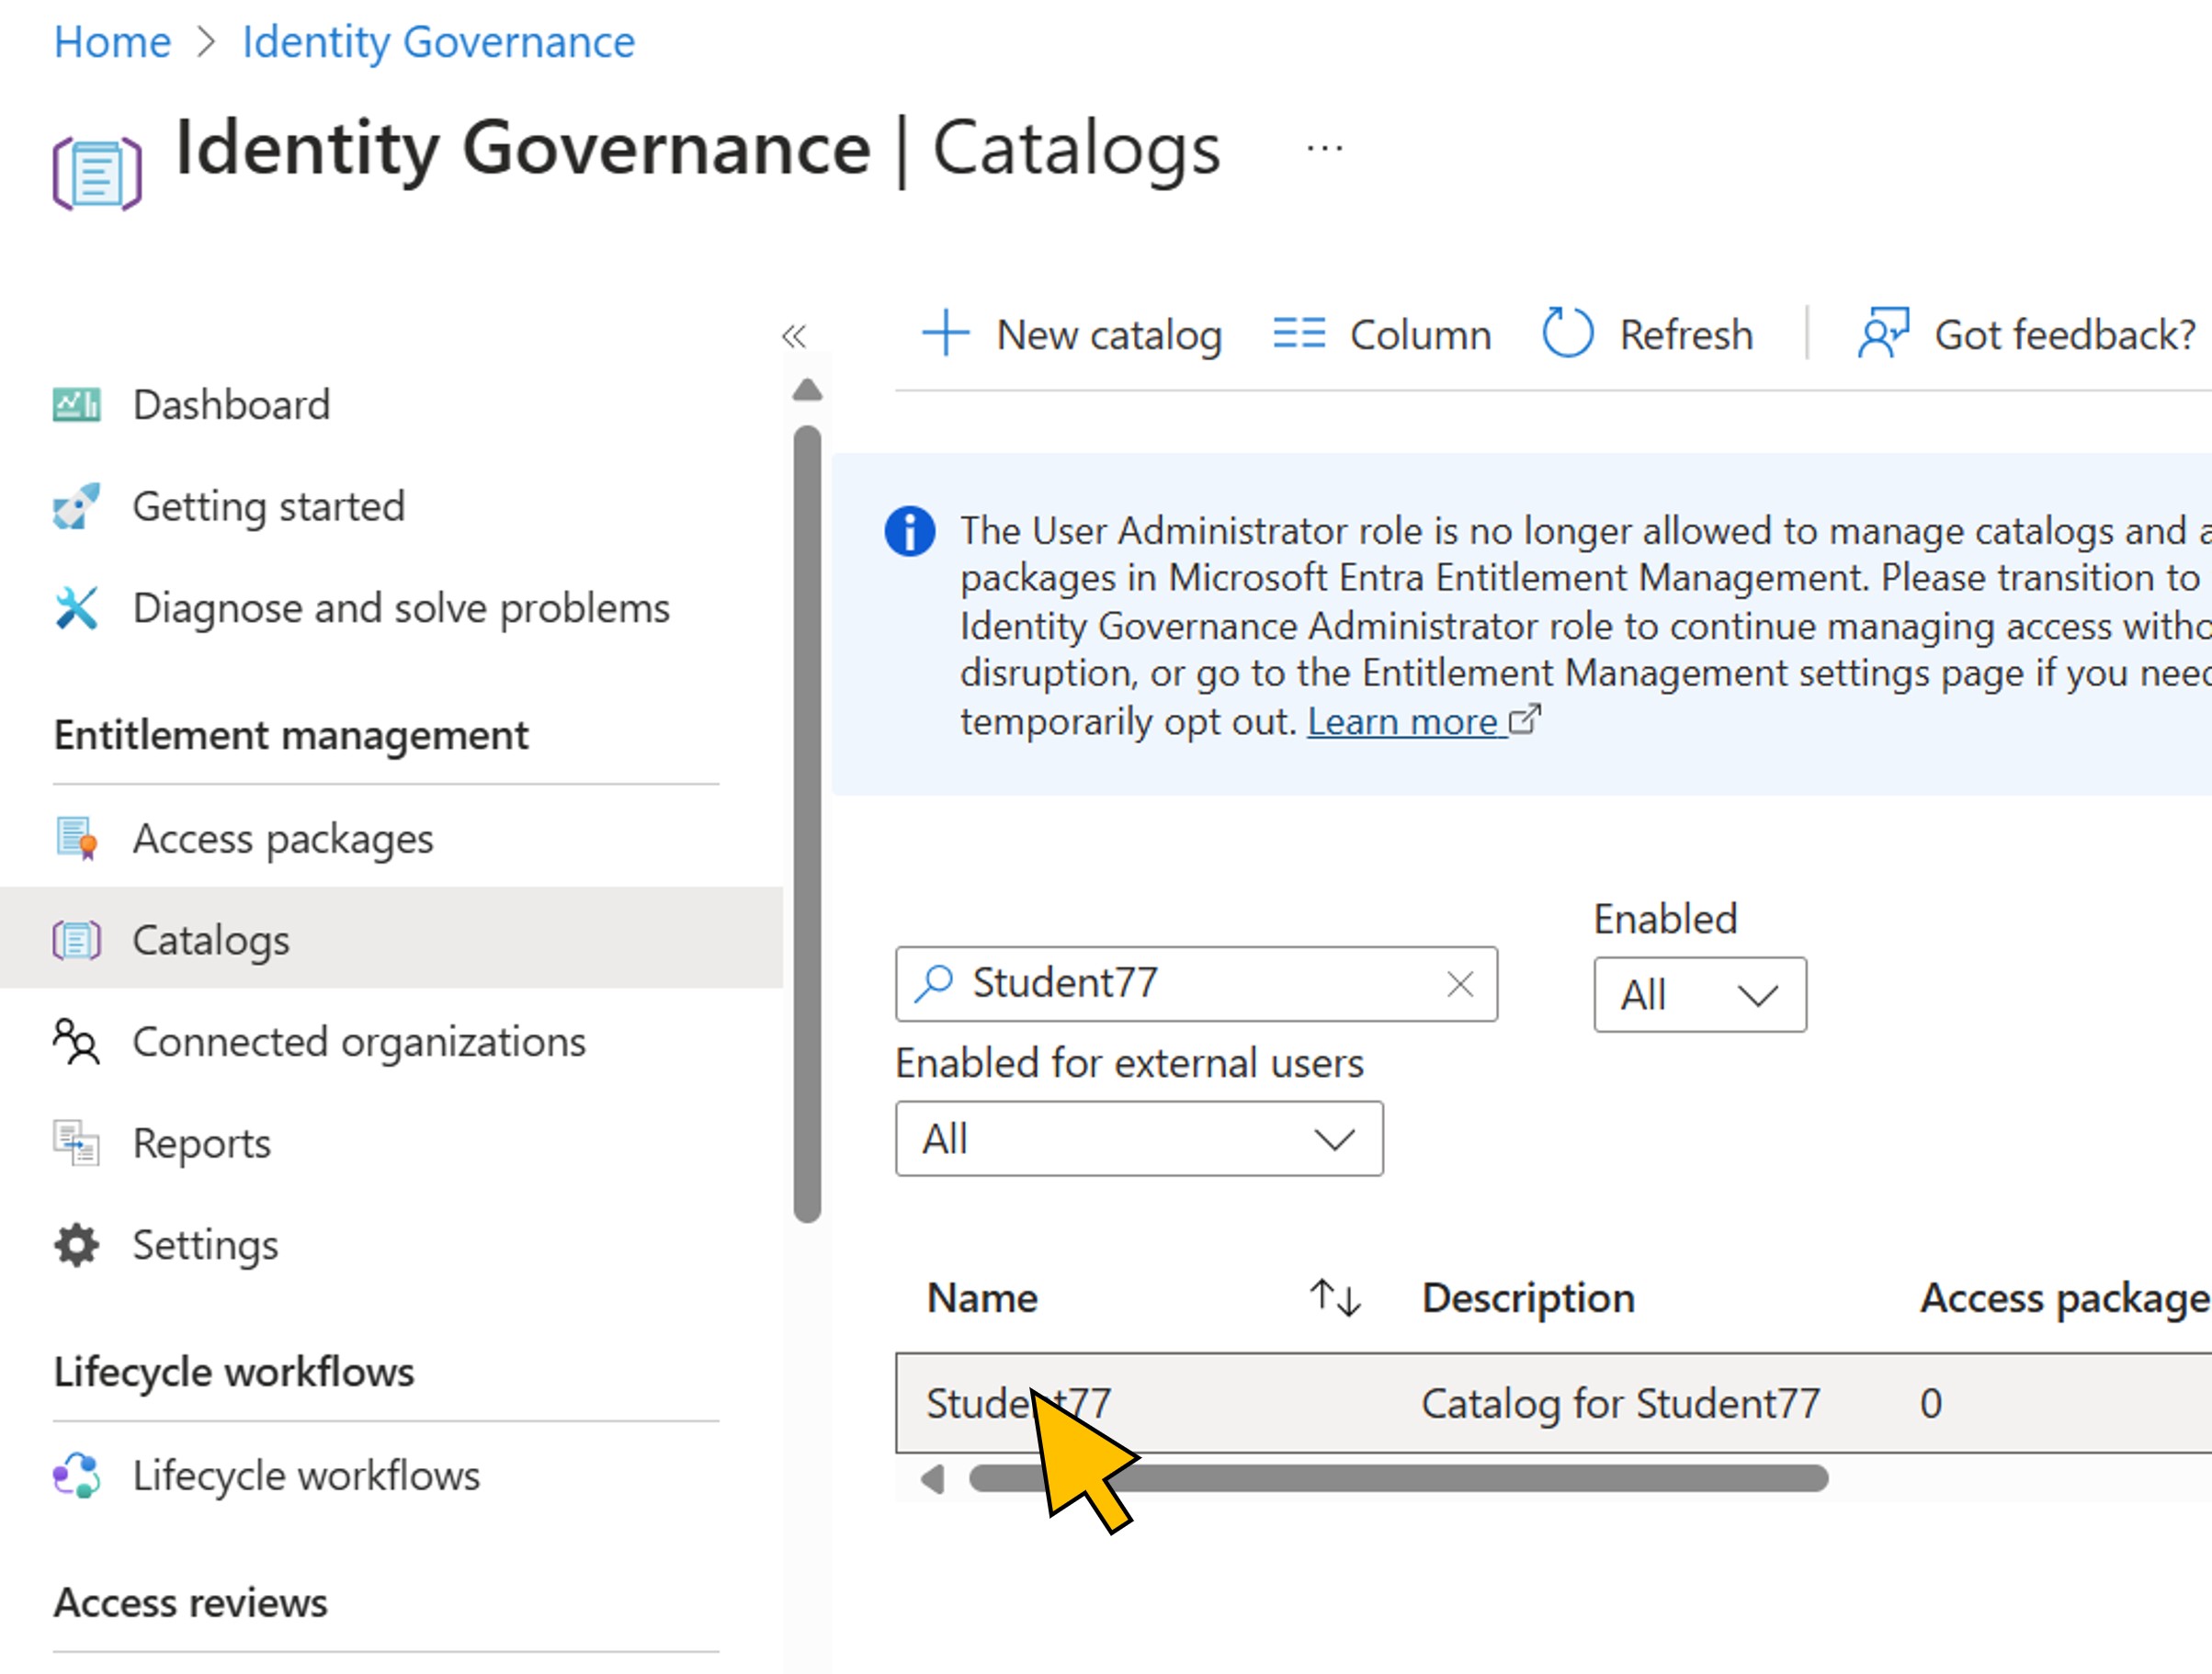 Home > Identity Governance
Identity Governance | Catalogs ...
New catalog Column Refresh Got feedback?
Dashboard
Getting started
Diagnose and solve problems
Entitlement management
Access packages
Catalogs
Connected organizations
Reports
Settings
Lifecycle workflows
Lifecycle workflows
Access reviews
The User Administrator role is no longer allowed to manage catalogs and
packages in Microsoft Entra Entitlement Management. Please transition to
Identity Governance Administrator role to continue managing access
disruption, or go to the Entitlement Management settings page if you
temporarily opt out. Learn more
Student77
Enabled
All
Enabled for external users
All
Name Description Access package
Student77 Catalog for Student77 0